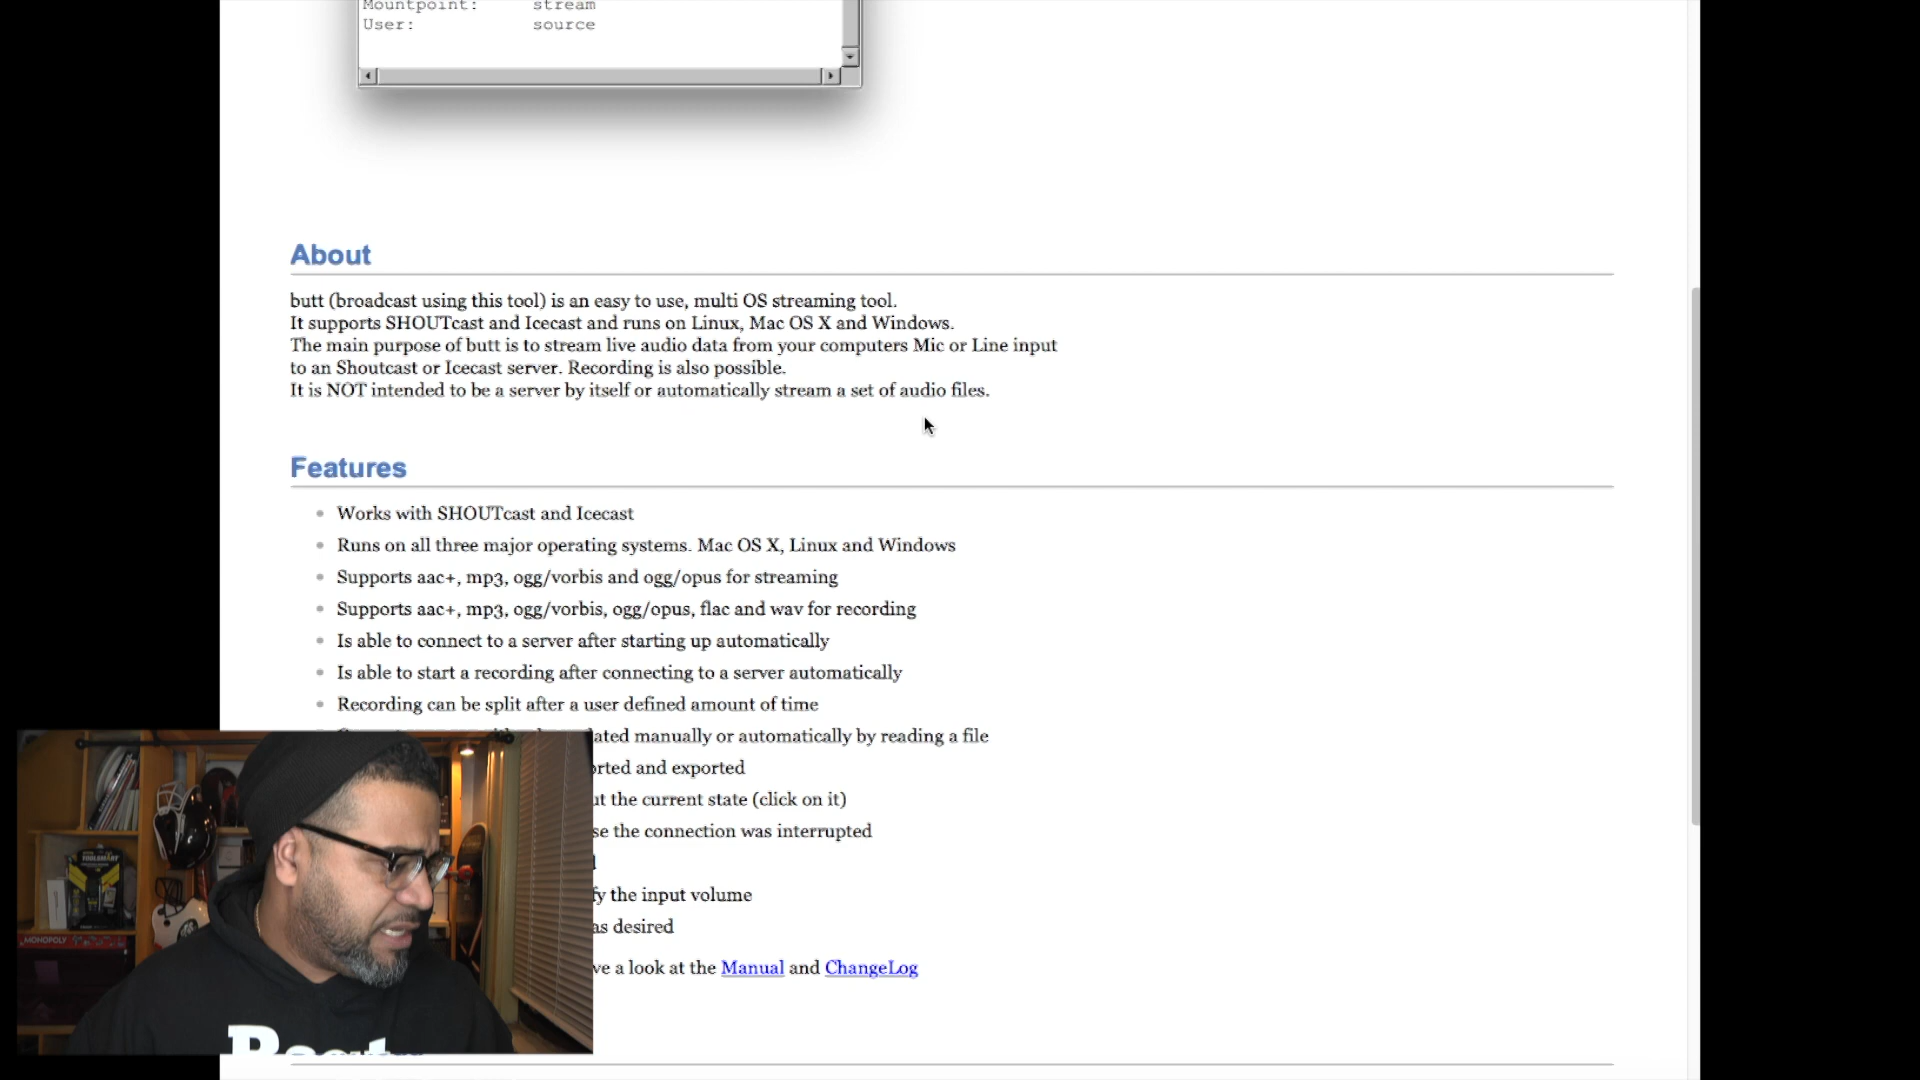 Mountpoint: stream
User: source
About
butt (broadcast using this tool) is an easy to use, multi OS streaming tool.
It supports SHOUTcast and Icecast and runs on Linux, Mac OS X and Windows.
The main purpose of butt is to stream live audio data from your computers Mic or Line input
to an Shoutcast or Icecast server. Recording is also possible.
It is NOT intended to be a server by itself or automatically stream a set of audio files.
Features
Works with SHOUTcast and Icecast
Runs on all three major operating systems. Mac OS X, Linux and Windows
Supports aac+, mp3, ogg/vorbis and ogg/opus for streaming
Supports aac+, mp3, ogg/vorbis, ogg/opus, flac and wav for recording
Is able to connect to a server after starting up automatically
Is able to start a recording after connecting to a server automatically
Recording can be split after a user defined amount of time
manually or automatically by reading a file
and exported
the current state (click on it)
the connection was interrupted
the input volume
as desired
a look at the Manual and ChangeLog
MONOPOLY